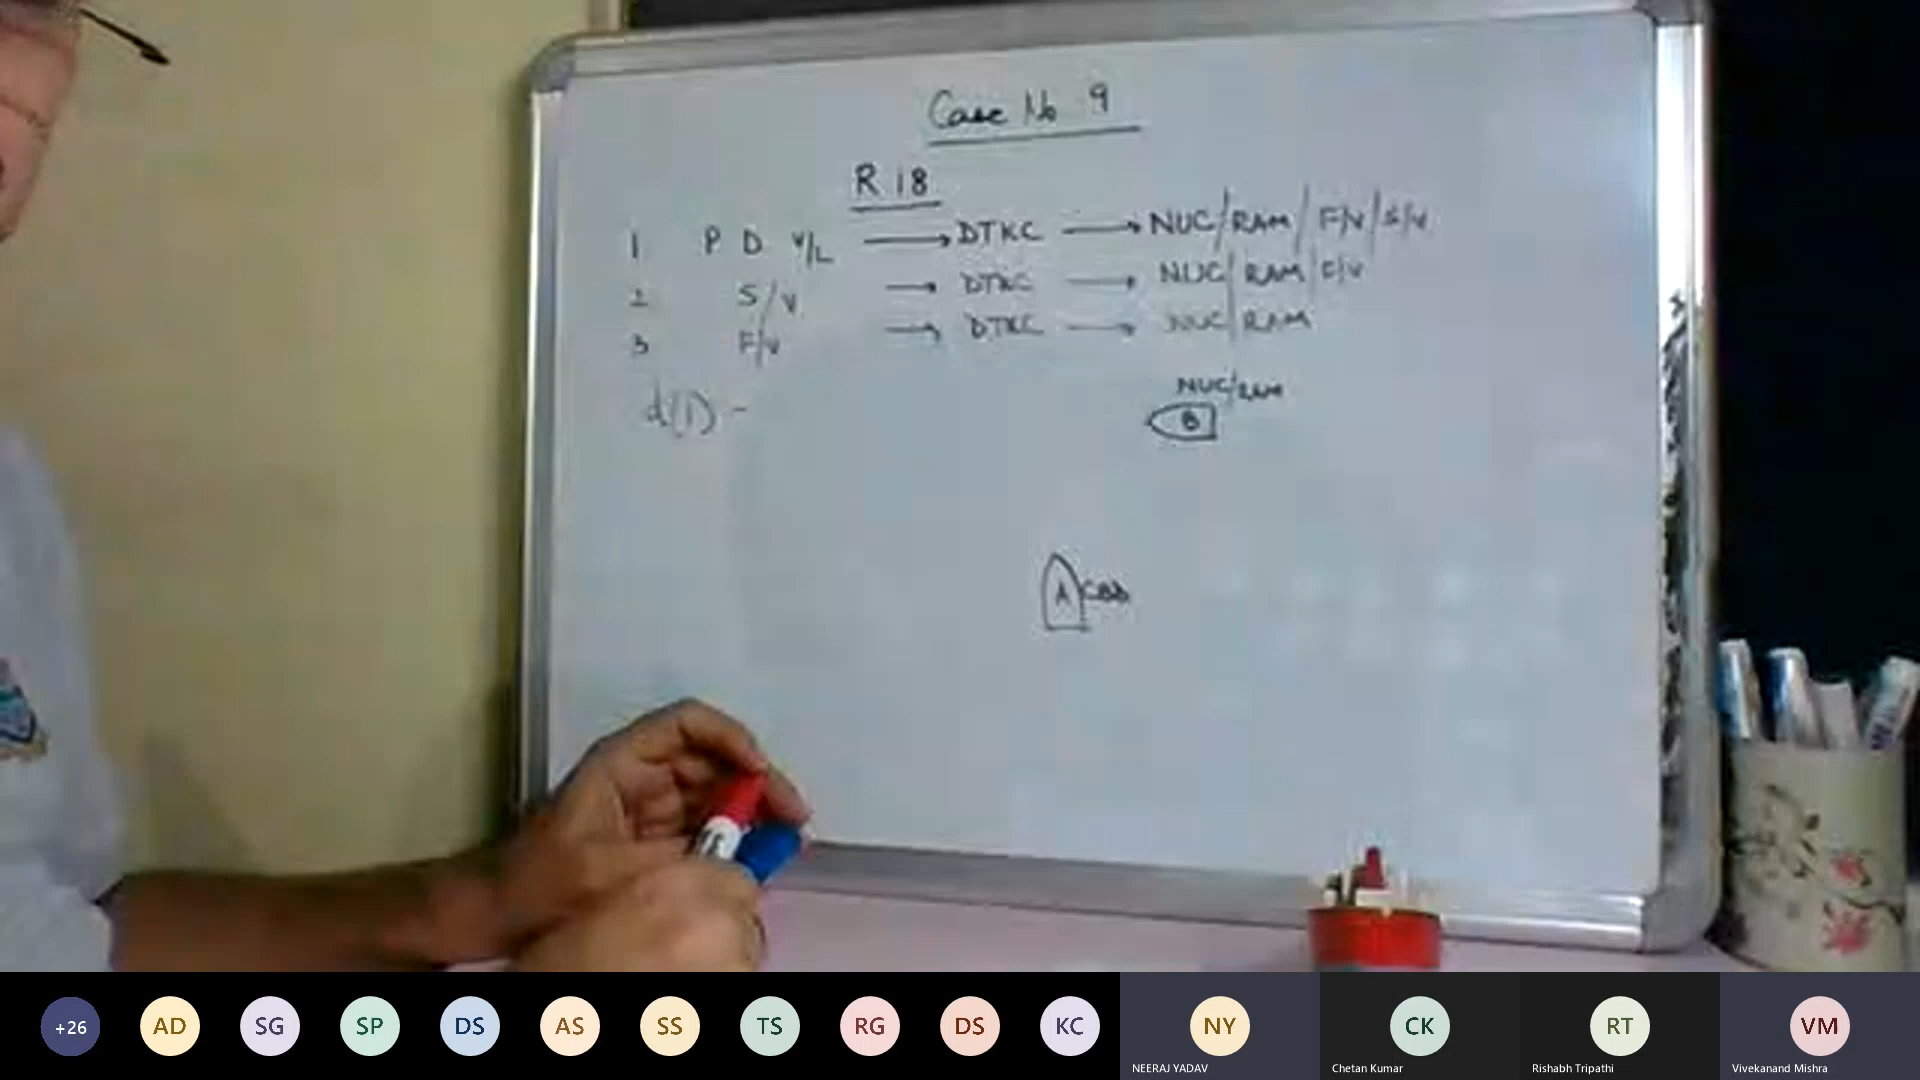 Case No 9
R 18
1 P D V/L → DTKC → NUC/RAM/F/V/S/V
2 S/V → DTKC → NUC/RAM/F/V
3 F/V → DTKC → NUC/RAM
d(1) -
NUC/RAM
B
A CBD
+26
AD
SG
SP
DS
AS
SS
TS
RG
DS
KC
NY
CK
RT
VM
NEERAJ YADAV
Chetan Kumar
Rishabh Tripathi
Vivekanand Mishra